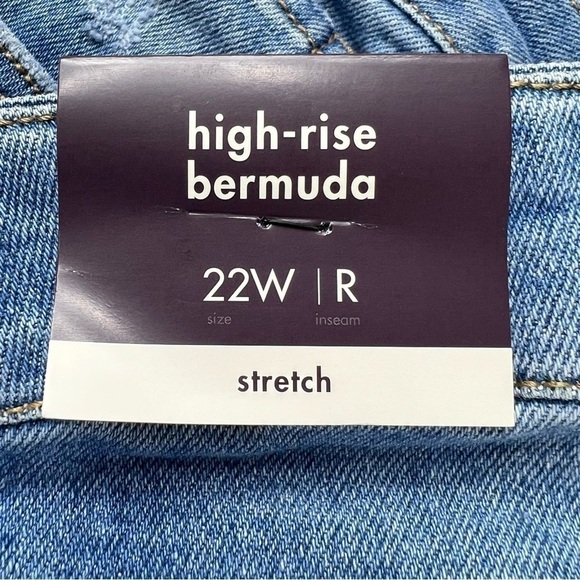 high-rise
bermuda
22W | R
size inseam
stretch